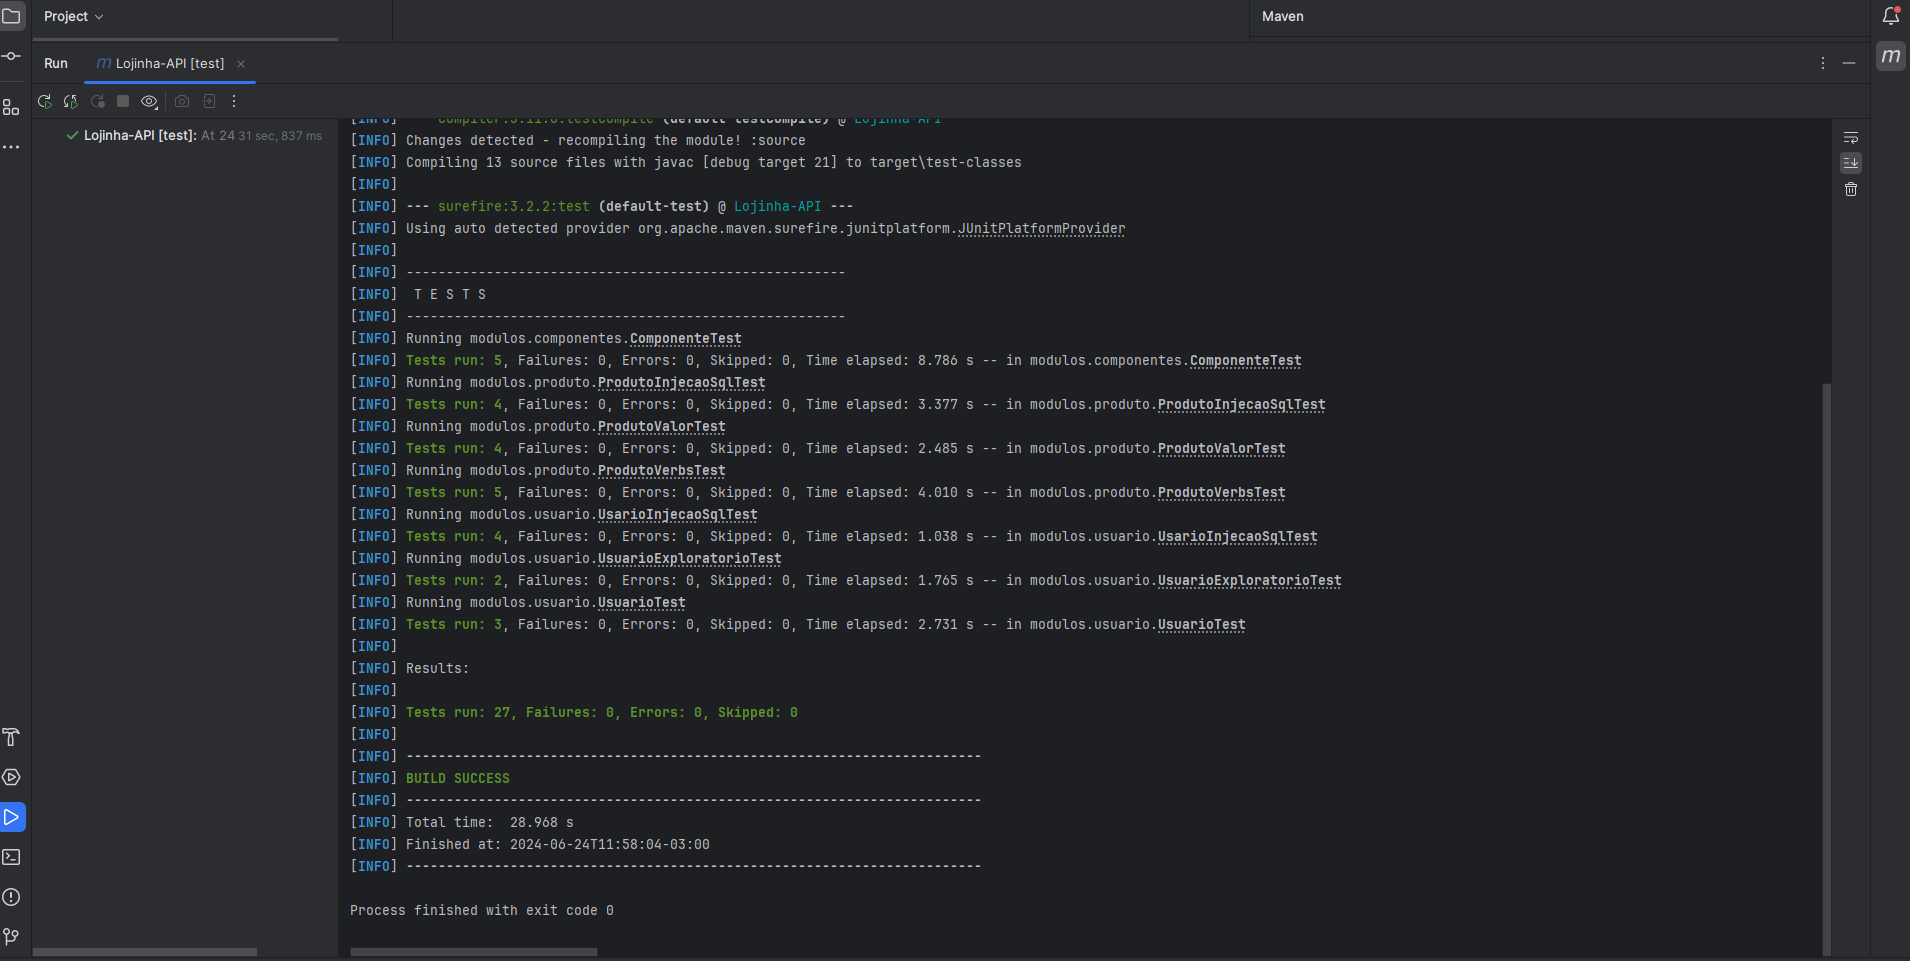 Project
Maven
Run
m Lojinha-API [test]
Lojinha-API [test]: At 24 31 sec, 837 ms
[INFO] --- compiler:3.11.0:testCompile (default-testCompile) @ Lojinha-API ---
[INFO] Changes detected - recompiling the module! :source
[INFO] Compiling 13 source files with javac [debug target 21] to target\test-classes
[INFO]
[INFO] --- surefire:3.2.2:test (default-test) @ Lojinha-API ---
[INFO] Using auto detected provider org.apache.maven.surefire.junitplatform.JUnitPlatformProvider
[INFO]
[INFO] -------------------------------------------------------
[INFO]  T E S T S
[INFO] -------------------------------------------------------
[INFO] Running modulos.componentes.ComponenteTest
[INFO] Tests run: 5, Failures: 0, Errors: 0, Skipped: 0, Time elapsed: 8.786 s -- in modulos.componentes.ComponenteTest
[INFO] Running modulos.produto.ProdutoInjecaoSqlTest
[INFO] Tests run: 4, Failures: 0, Errors: 0, Skipped: 0, Time elapsed: 3.377 s -- in modulos.produto.ProdutoInjecaoSqlTest
[INFO] Running modulos.produto.ProdutoValorTest
[INFO] Tests run: 4, Failures: 0, Errors: 0, Skipped: 0, Time elapsed: 2.485 s -- in modulos.produto.ProdutoValorTest
[INFO] Running modulos.produto.ProdutoVerbsTest
[INFO] Tests run: 5, Failures: 0, Errors: 0, Skipped: 0, Time elapsed: 4.010 s -- in modulos.produto.ProdutoVerbsTest
[INFO] Running modulos.usuario.UsarioInjecaoSqlTest
[INFO] Tests run: 4, Failures: 0, Errors: 0, Skipped: 0, Time elapsed: 1.038 s -- in modulos.usuario.UsarioInjecaoSqlTest
[INFO] Running modulos.usuario.UsuarioExploratorioTest
[INFO] Tests run: 2, Failures: 0, Errors: 0, Skipped: 0, Time elapsed: 1.765 s -- in modulos.usuario.UsuarioExploratorioTest
[INFO] Running modulos.usuario.UsuarioTest
[INFO] Tests run: 3, Failures: 0, Errors: 0, Skipped: 0, Time elapsed: 2.731 s -- in modulos.usuario.UsuarioTest
[INFO]
[INFO] Results:
[INFO]
[INFO] Tests run: 27, Failures: 0, Errors: 0, Skipped: 0
[INFO]
[INFO] ------------------------------------------------------------------------
[INFO] BUILD SUCCESS
[INFO] ------------------------------------------------------------------------
[INFO] Total time:  28.968 s
[INFO] Finished at: 2024-06-24T11:58:04-03:00
[INFO] ------------------------------------------------------------------------
Process finished with exit code 0